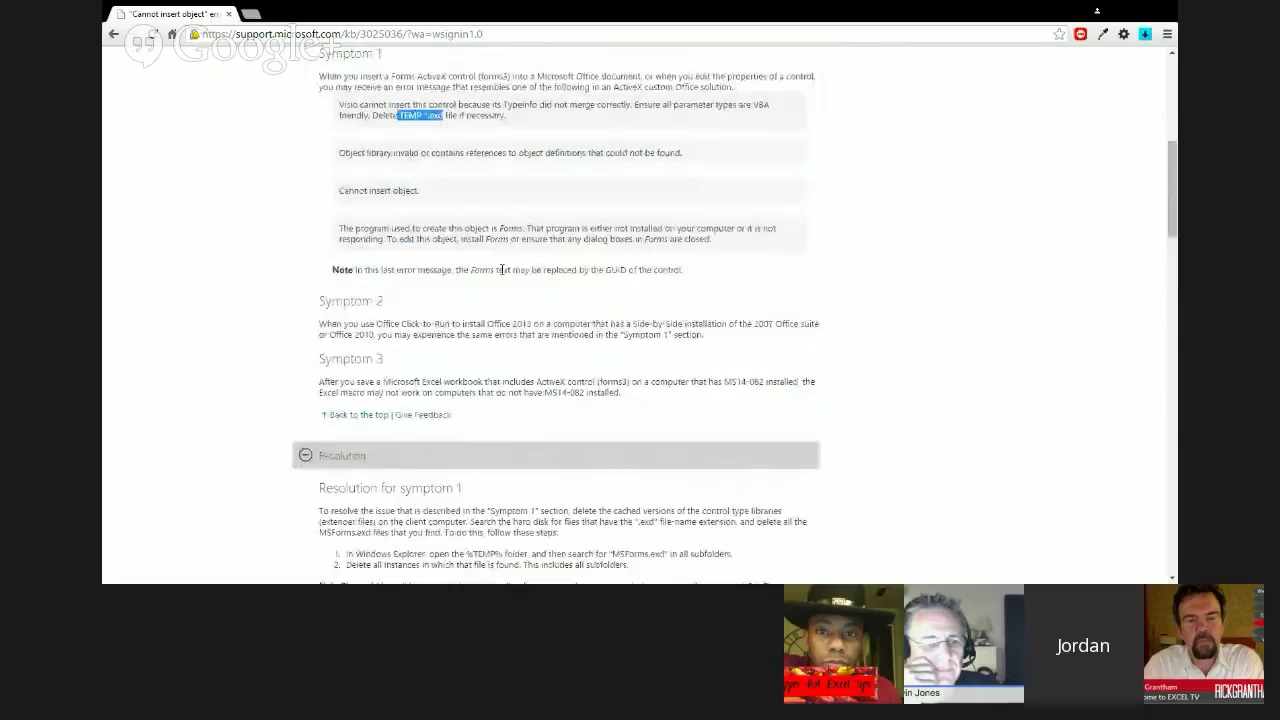 "Cannot insert object" er
https://support.microsoft.com/kb/3025036/?wa=wsignin1.0
Google+
Symptom 1
When you insert a Forms ActiveX control (forms3) into a Microsoft Office document, or when you edit the properties of a control,
you may receive an error message that resembles one of the following in an ActiveX custom Office solution.
Visio cannot insert this control because its TypeInfo did not merge correctly. Ensure all parameter types are VBA
friendly. Delete TEMP *.exd file if necessary.
Object library invalid or contains references to object definitions that could not be found.
Cannot insert object.
The program used to create this object is Forms. That program is either not installed on your computer or it is not
responding. To edit this object, install Forms or ensure that any dialog boxes in Forms are closed.
Note In this last error message, the Forms text may be replaced by the GUID of the control.
Symptom 2
When you use Office Click-to-Run to install Office 2013 on a computer that has a Side-by-Side installation of the 2007 Office suite
or Office 2010, you may experience the same errors that are mentioned in the "Symptom 1" section.
Symptom 3
After you save a Microsoft Excel workbook that includes ActiveX control (forms3) on a computer that has MS14-082 installed, the
Excel macro may not work on computers that do not have MS14-082 installed.
Back to the top | Give Feedback
Resolution
Resolution for symptom 1
To resolve the issue that is described in the "Symptom 1" section, delete the cached versions of the control type libraries
(extender files) on the client computer. Search the hard disk for files that have the ".exd" file-name extension, and delete all the
MSForms.exd files that you find. To do this, follow these steps:
1. In Windows Explorer, open the %TEMP% folder, and then search for "MSForms.exd" in all subfolders.
2. Delete all instances in which that file is found. This includes all subfolders.
Jordan
pper Hot Excel Tips
vin Jones
Grantham
ome to EXCEL TV
RICKGRANTHA